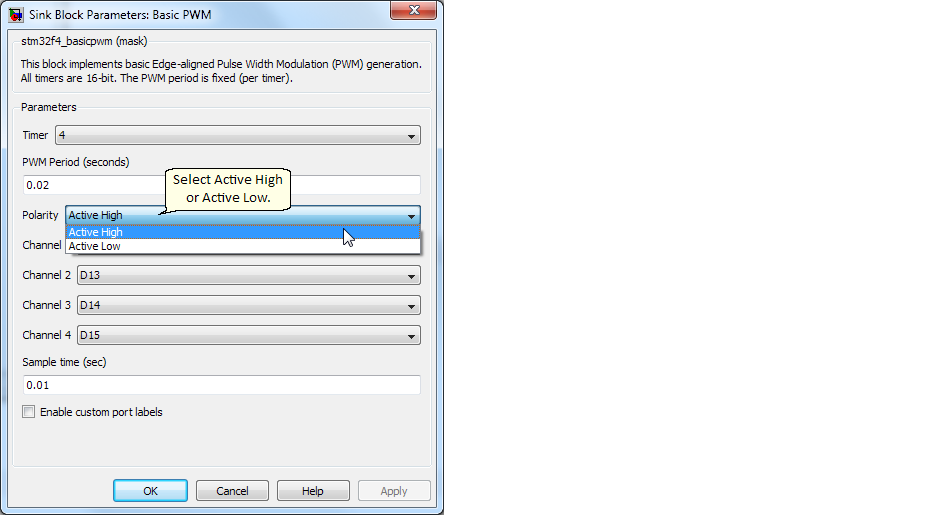 Sink Block Parameters: Basic PWM
stm32f4_basicpwm (mask)
This block implements basic Edge-aligned Pulse Width Modulation (PWM) generation.
All timers are 16-bit. The PWM period is fixed (per timer).
Parameters
Timer 4
PWM Period (seconds)
0.02
Select Active High
or Active Low.
Polarity Active High
Active High
Active Low
Channel
Channel 2 D13
Channel 3 D14
Channel 4 D15
Sample time (sec)
0.01
Enable custom port labels
OK Cancel Help Apply